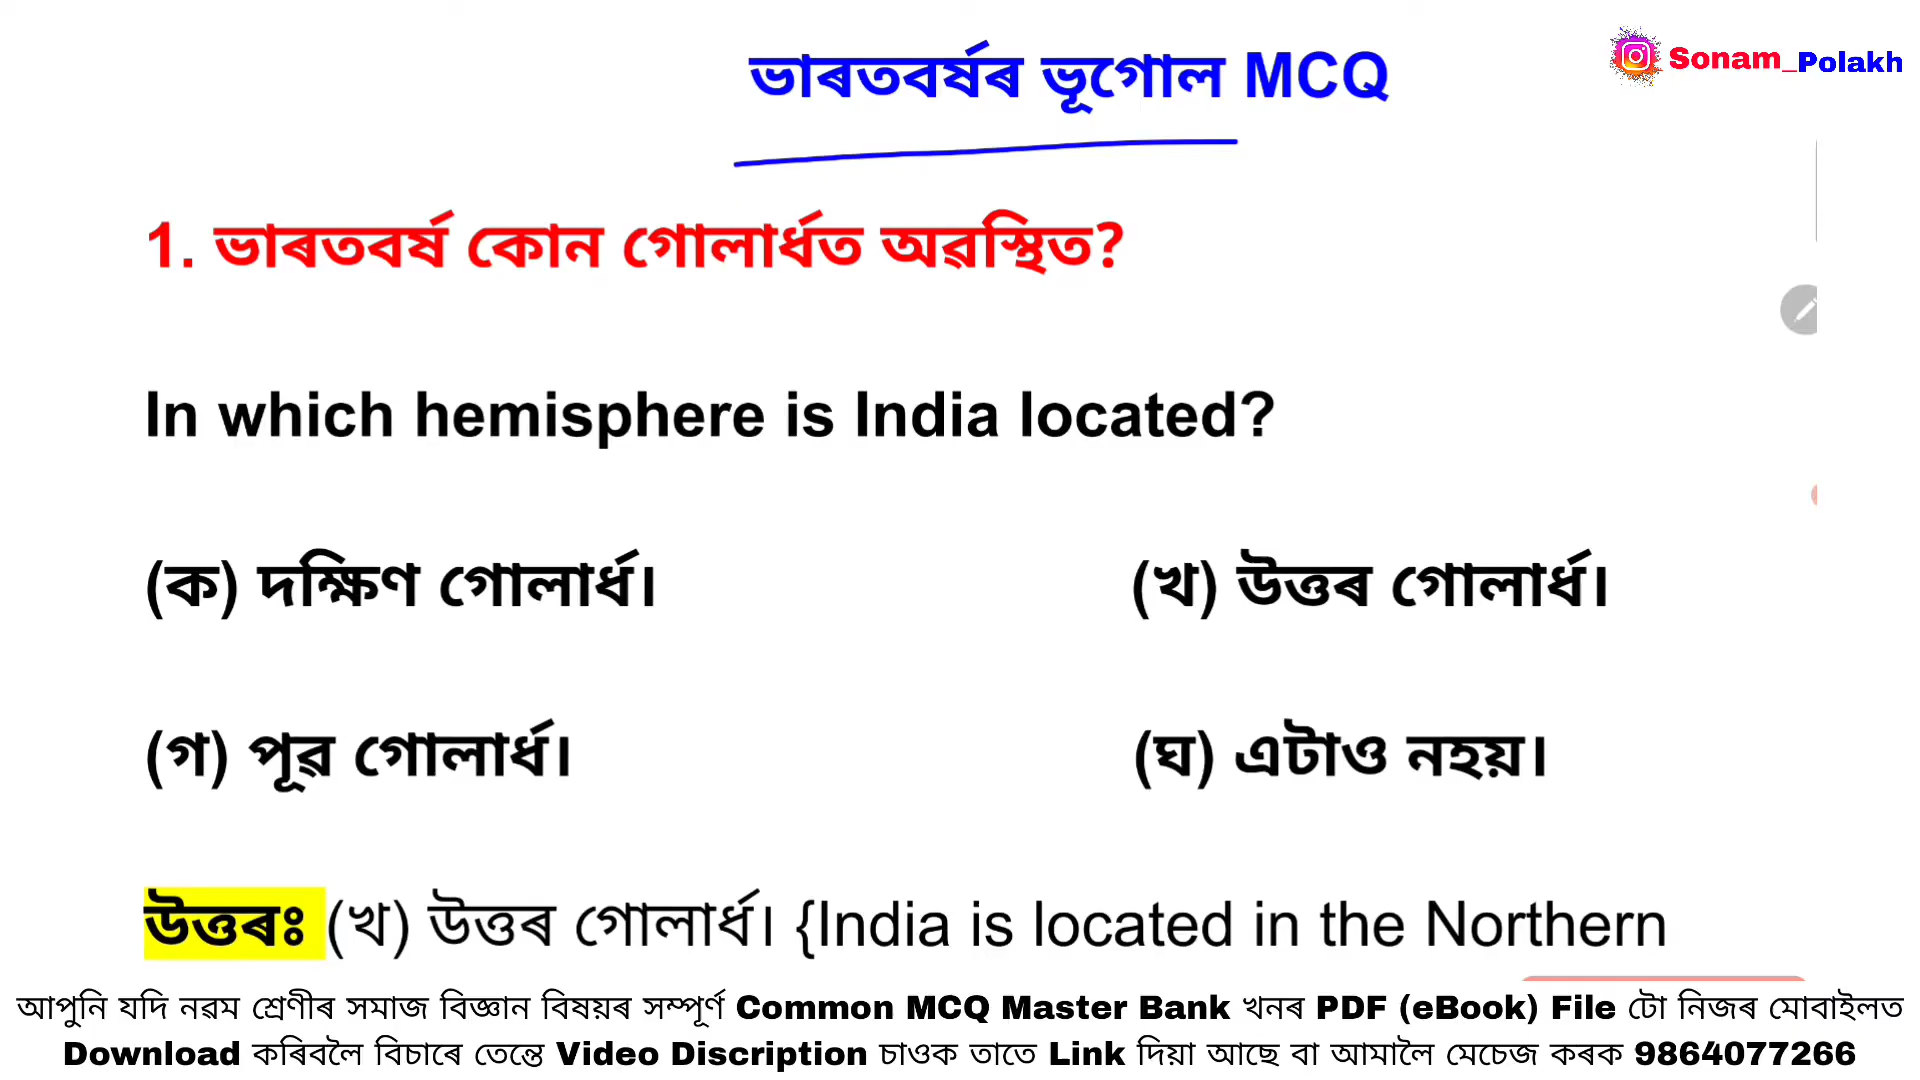 ভাৰতবৰ্ষৰ ভূগোল MCQ
Sonam_Polakh
1. ভাৰতবৰ্ষ কোন গোলাৰ্ধত অৱস্থিত?
In which hemisphere is India located?
(ক) দক্ষিণ গোলাৰ্ধ। (খ) উত্তৰ গোলাৰ্ধ।
(গ) পূৱ গোলাৰ্ধ। (ঘ) এটাও নহয়।
উত্তৰঃ (খ) উত্তৰ গোলাৰ্ধ। {India is located in the Northern
আপুনি যদি নৱম শ্ৰেণীৰ সমাজ বিজ্ঞান বিষয়ৰ সম্পূৰ্ণ Common MCQ Master Bank খনৰ PDF (eBook) File টো নিজৰ মোবাইলত
Download কৰিবলৈ বিচাৰে তেন্তে Video Discription চাওক তাতে Link দিয়া আছে বা আমালৈ মেচেজ কৰক 9864077266